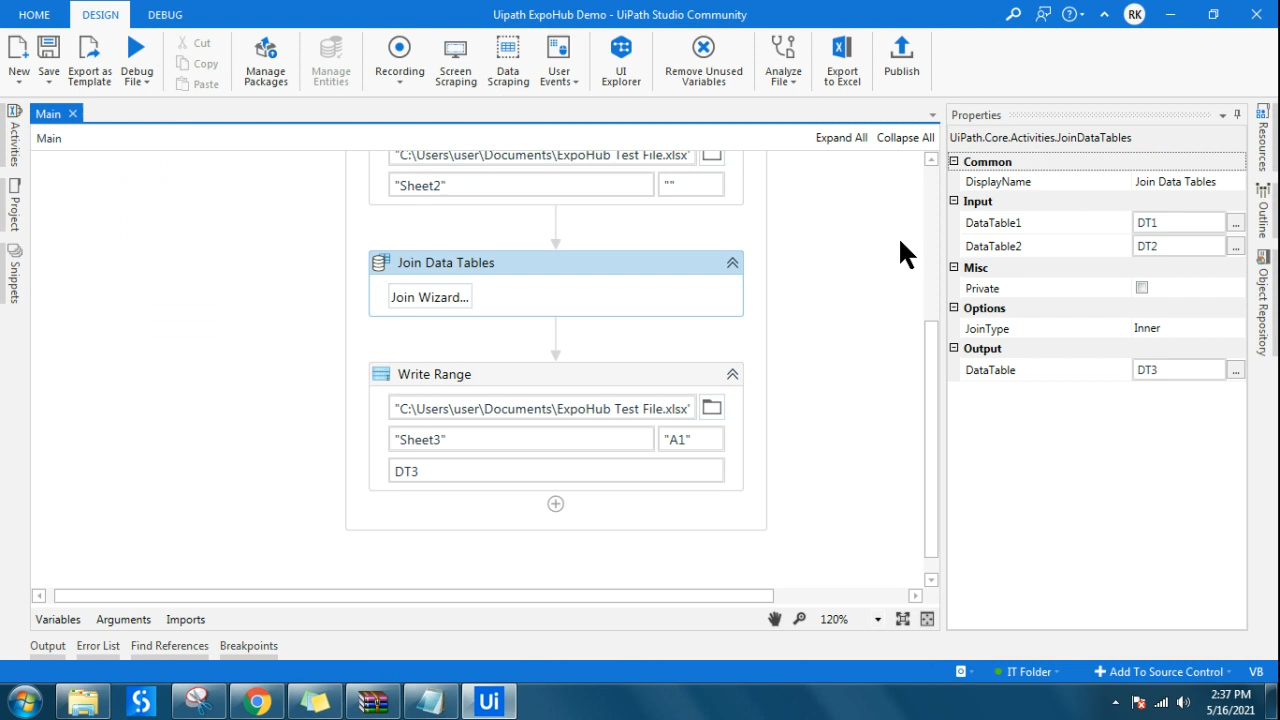 HOME
DESIGN
DEBUG
Uipath ExpoHub Demo - UiPath Studio Community
RK
New
Save
Export as
Template
Debug
File
Cut
Copy
Paste
Manage
Packages
Manage
Entities
Recording
Screen
Scraping
Data
Scraping
User
Events
UI
Explorer
Remove Unused
Variables
Analyze
File
Export
to Excel
Publish
Main
Main
Expand All
Collapse All
Activities
Project
Snippets
"C:\Users\user\Documents\ExpoHub Test File.xlsx"
"Sheet2"
""
Join Data Tables
Join Wizard...
Write Range
"C:\Users\user\Documents\ExpoHub Test File.xlsx"
"Sheet3"
"A1"
DT3
Properties
UiPath.Core.Activities.JoinDataTables
Common
DisplayName
Join Data Tables
Input
DataTable1
DT1
...
DataTable2
DT2
...
Misc
Private
Options
JoinType
Inner
Output
DataTable
DT3
...
Resources
Outline
Object Repository
Variables
Arguments
Imports
120%
Output
Error List
Find References
Breakpoints
IT Folder
Add To Source Control
VB
Ui
2:37 PM
5/16/2021